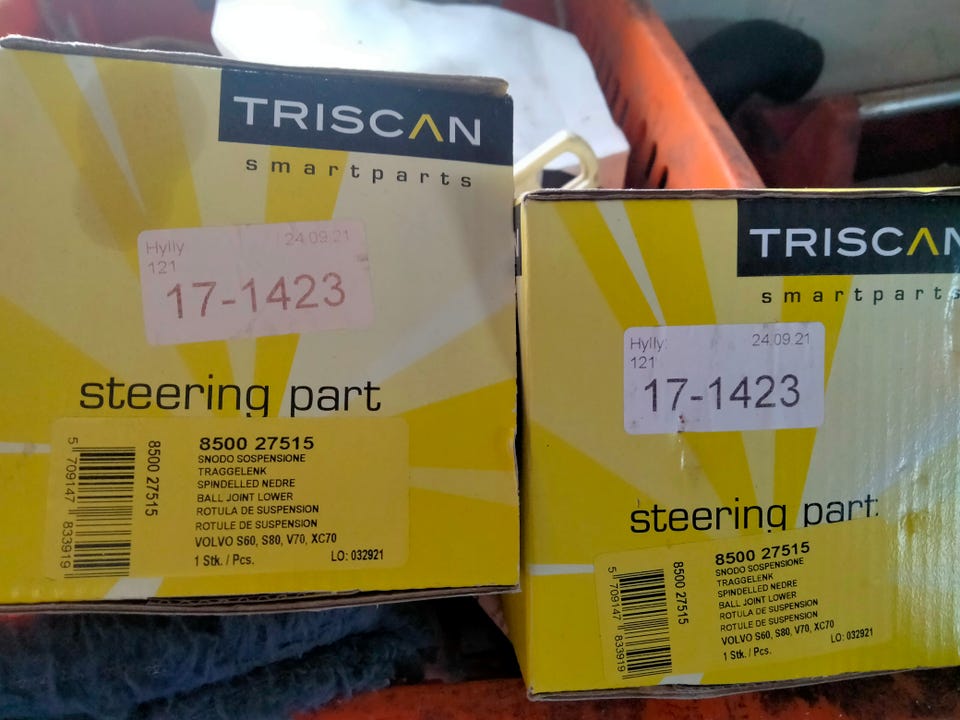 TRISCAN
smartparts
Hylly 24.09.21
121
17-1423
steering part
8500 27515
SNODO SOSPENSIONE
TRAGGELENK
SPINDELLED NEDRE
BALL JOINT LOWER
ROTULA DE SUSPENSION
ROTULE DE SUSPENSION
VOLVO S60, S80, V70, XC70
1 Stk. / Pcs. LO: 032921
8500 27515
5 709147 833919
TRISCAN
smartparts
Hylly: 24.09.21
121
17-1423
steering part
8500 27515
SNODO SOSPENSIONE
TRAGGELENK
SPINDELLED NEDRE
BALL JOINT LOWER
ROTULA DE SUSPENSION
ROTULE DE SUSPENSION
VOLVO S60, S80, V70, XC70
1 Stk. / Pcs. LO: 032921
8500 27515
5 709147 833919